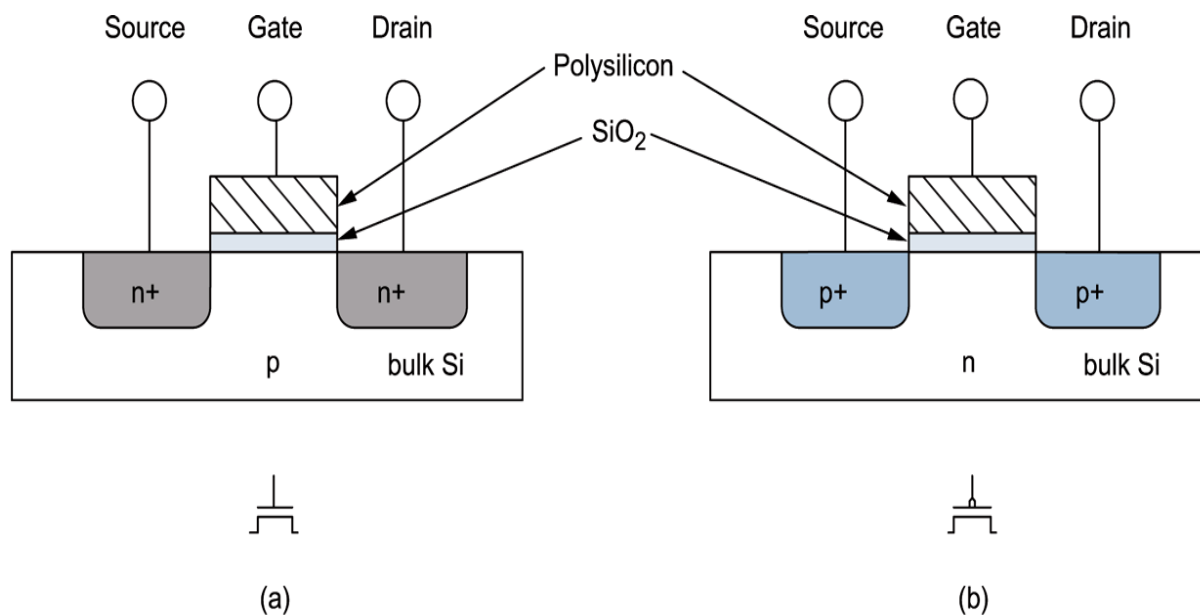 Source Gate Drain
Source Gate Drain
Polysilicon
SiO2
n+ n+
p bulk Si
p+ p+
n bulk Si
(a)
(b)